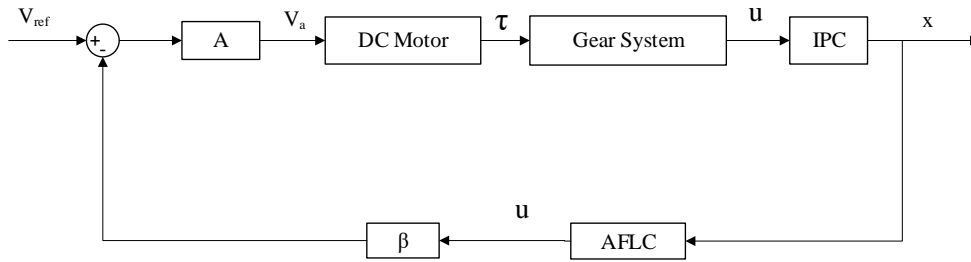 V_ref
+
-
A
V_a
DC Motor
τ
Gear System
u
IPC
x
β
u
AFLC